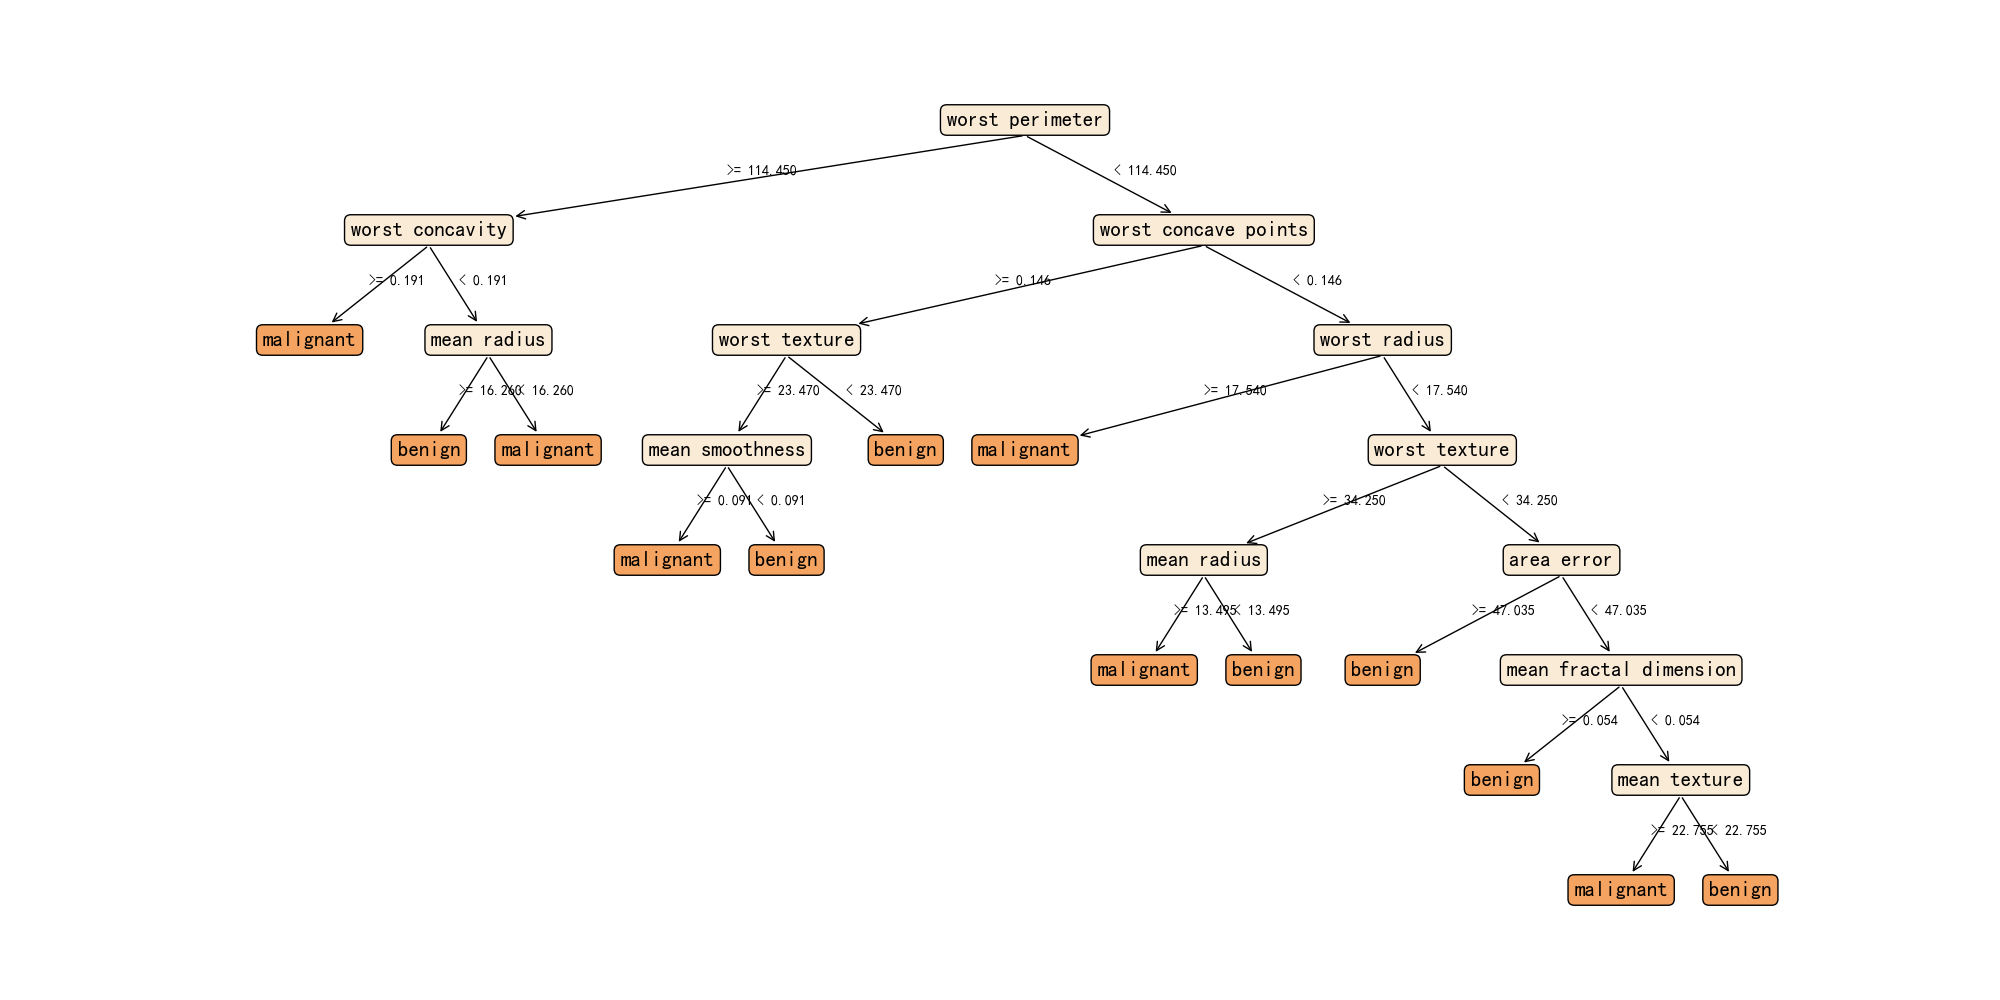 worst perimeter
>= 114.450
< 114.450
worst concavity
worst concave points
>= 0.191
< 0.191
>= 0.146
< 0.146
malignant
mean radius
worst texture
worst radius
>= 16.260
< 16.260
>= 23.470
< 23.470
>= 17.540
< 17.540
benign
malignant
mean smoothness
benign
malignant
worst texture
>= 0.091
< 0.091
>= 34.250
< 34.250
malignant
benign
mean radius
area error
>= 13.495
< 13.495
>= 47.035
< 47.035
malignant
benign
benign
mean fractal dimension
>= 0.054
< 0.054
benign
mean texture
>= 22.755
< 22.755
malignant
benign